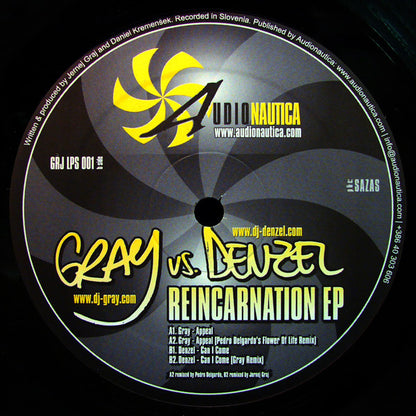 Written & produced by Jernej Graj and Daniel Kremenšek. Recorded in Slovenia. Published by Audionautica: www.audionautica.com | info@audionautica.com | +386 40 303 606
AUDIONAUTICA
www.audionautica.com
GRJ LPS 001
SAZAS
www.dj-denzel.com
GRAY vs. DENZEL
www.dj-gray.com
REINCARNATION EP
A1. Gray - Appeal
A2. Gray - Appeal (Pedro Delgardo's Flower Of Life Remix)
B1. Denzel - Can I Come
B2. Denzel - Can I Come (Gray Remix)
A2 remixed by Pedro Delgardo, B2 remixed by Jernej Graj